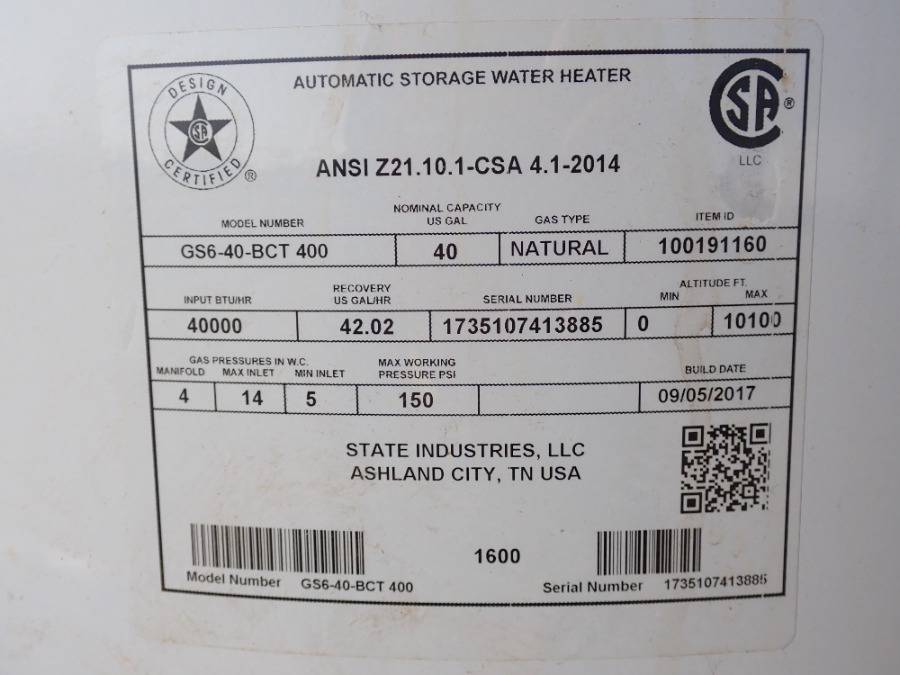 DESIGN
CSA
CERTIFIED ®
AUTOMATIC STORAGE WATER HEATER
CSA ®
LLC
ANSI Z21.10.1-CSA 4.1-2014
MODEL NUMBER NOMINAL CAPACITY US GAL GAS TYPE ITEM ID
GS6-40-BCT 400 40 NATURAL 100191160
INPUT BTU/HR RECOVERY US GAL/HR SERIAL NUMBER ALTITUDE FT. MIN MAX
40000 42.02 1735107413885 0 10100
GAS PRESSURES IN W.C. MAX WORKING PRESSURE PSI BUILD DATE
MANIFOLD MAX INLET MIN INLET
4 14 5 150 09/05/2017
STATE INDUSTRIES, LLC
ASHLAND CITY, TN USA
1600
Model Number GS6-40-BCT 400 Serial Number 1735107413885